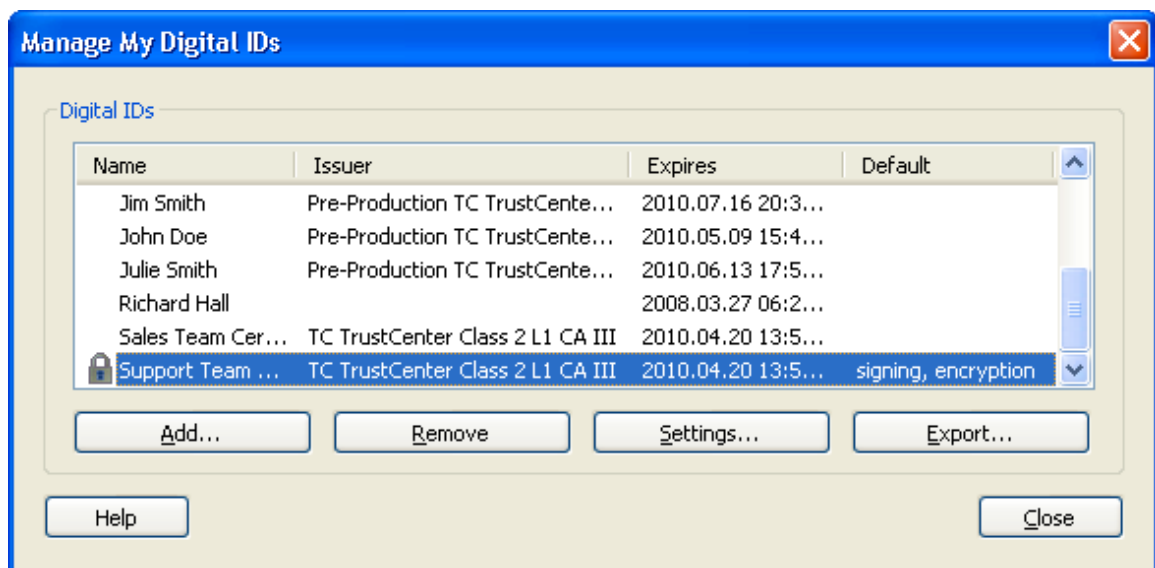 Manage My Digital IDs
Digital IDs
Name Issuer Expires Default
Jim Smith Pre-Production TC TrustCente... 2010.07.16 20:3...
John Doe Pre-Production TC TrustCente... 2010.05.09 15:4...
Julie Smith Pre-Production TC TrustCente... 2010.06.13 17:5...
Richard Hall 2008.03.27 06:2...
Sales Team Cer... TC TrustCenter Class 2 L1 CA III 2010.04.20 13:5...
Support Team ... TC TrustCenter Class 2 L1 CA III 2010.04.20 13:5... signing, encryption
Add... Remove Settings... Export...
Help Close